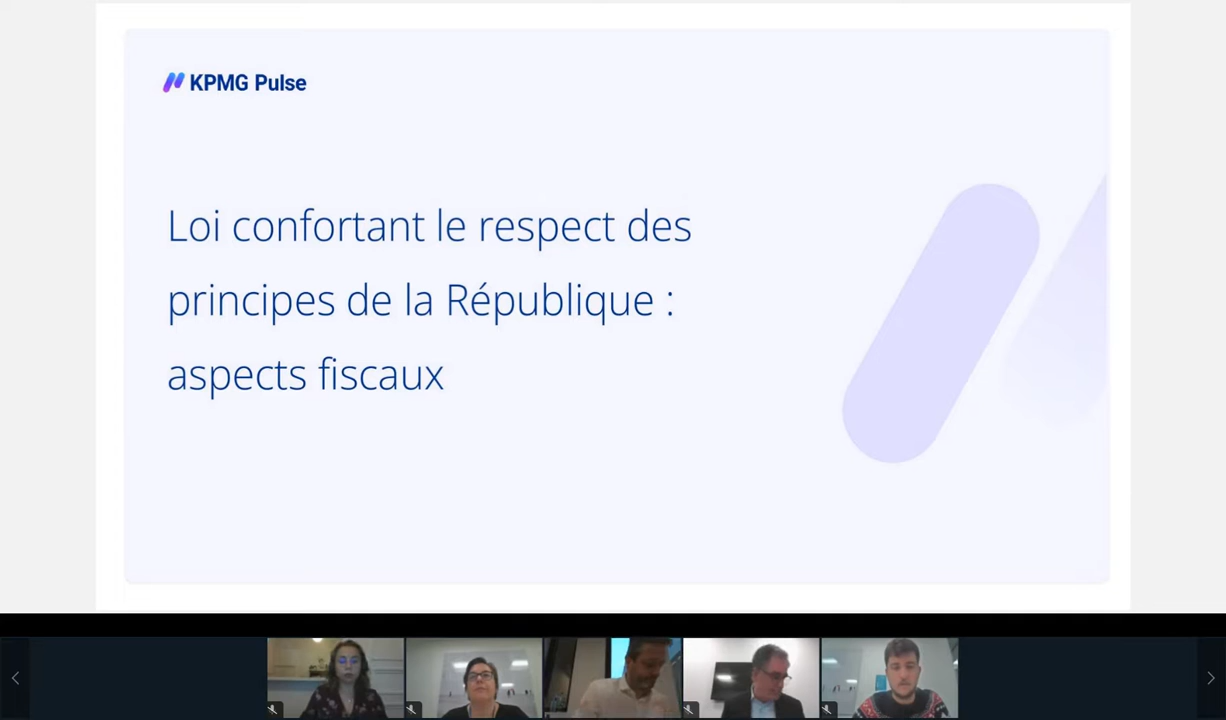 KPMG Pulse
Loi confortant le respect des
principes de la République :
aspects fiscaux